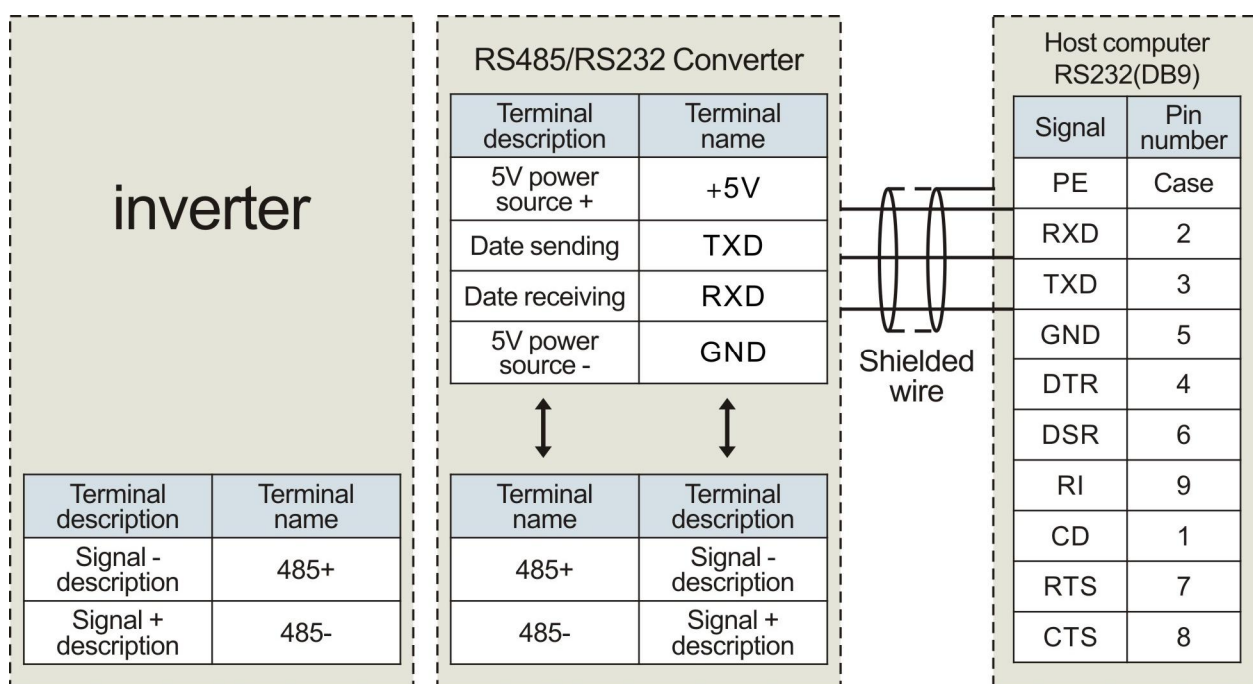 inverter
Terminal description Terminal name
Signal - description 485+
Signal + description 485-
RS485/RS232 Converter
Terminal description Terminal name
5V power source + +5V
Date sending TXD
Date receiving RXD
5V power source - GND
Terminal name Terminal description
485+ Signal - description
485- Signal + description
Shielded
wire
Host computer
RS232(DB9)
Signal Pin number
PE Case
RXD 2
TXD 3
GND 5
DTR 4
DSR 6
RI 9
CD 1
RTS 7
CTS 8